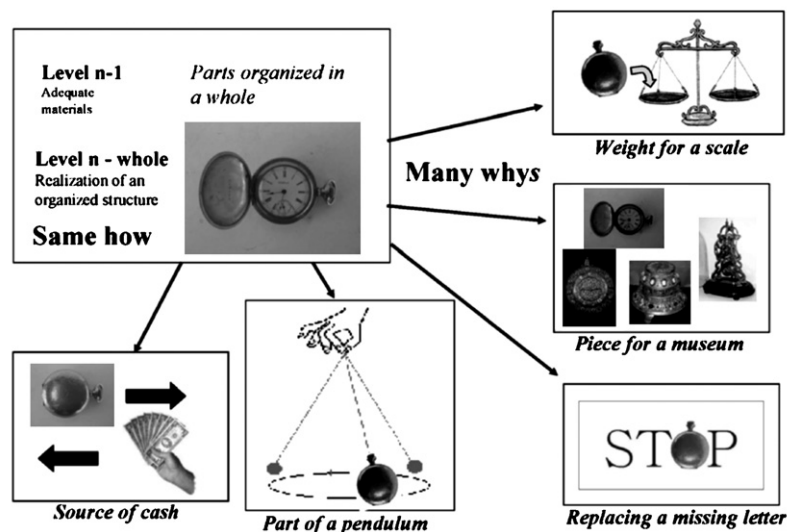 Level n-1
Adequate
materials
Parts organized in
a whole
Level n - whole
Realization of an
organized structure
Same how
Many whys
Weight for a scale
Piece for a museum
STOP
Replacing a missing letter
Part of a pendulum
Source of cash